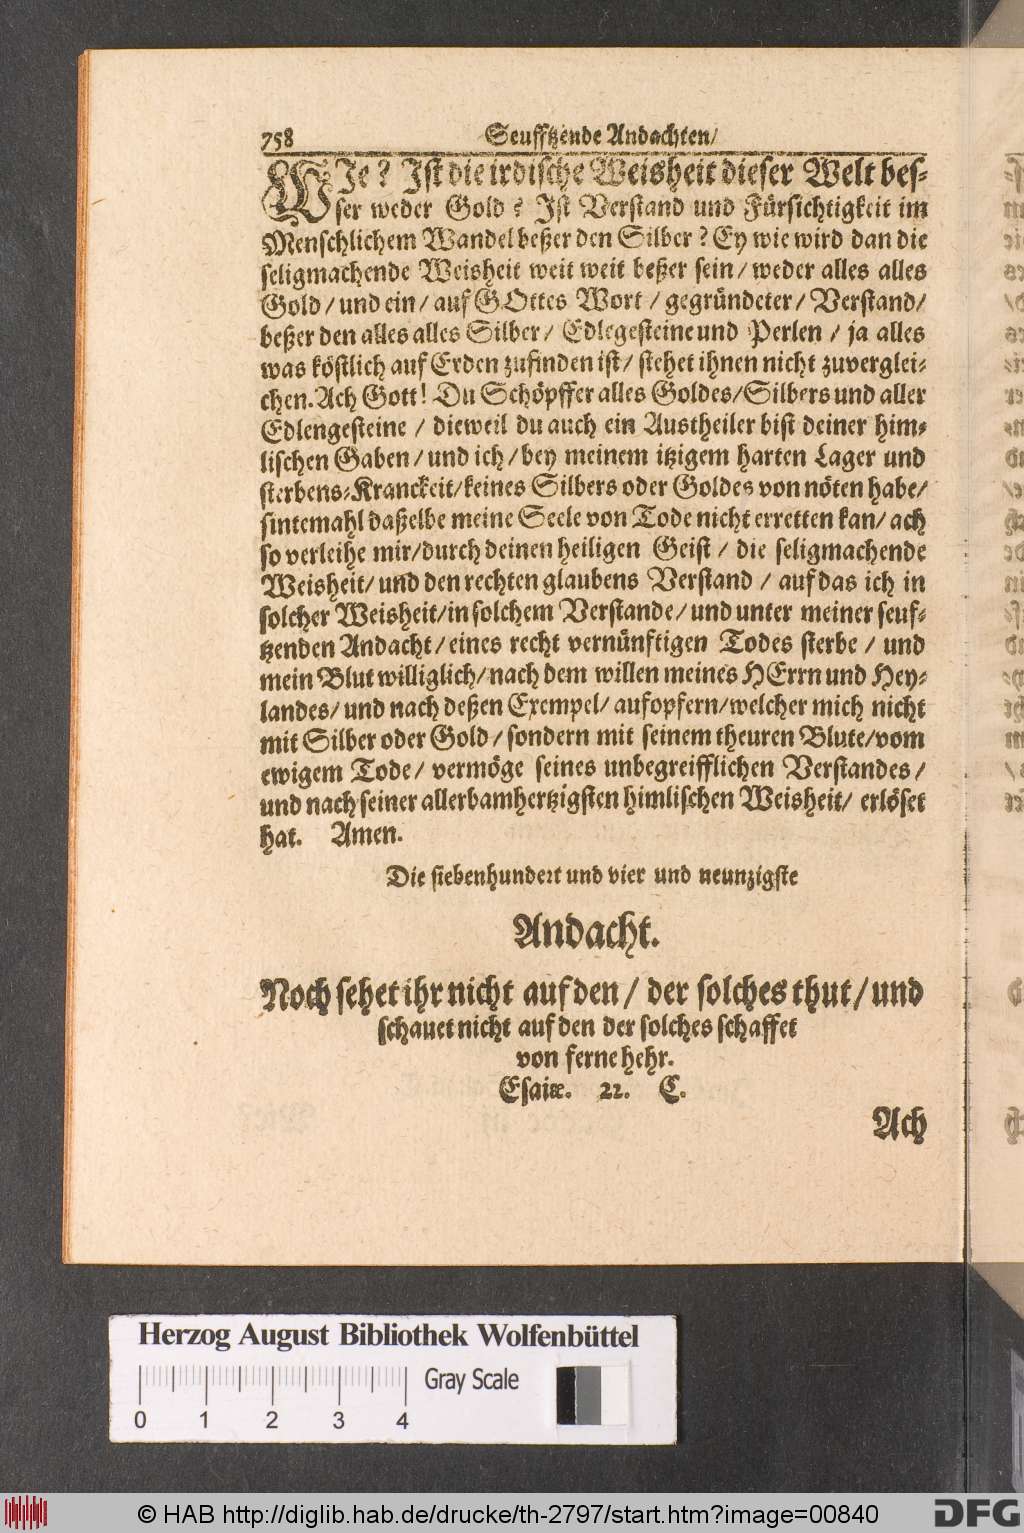 758 Seufftzende Andachten/
WJe? Jst die irdische Weisheit dieser Welt bes-
ser weder Gold? Jst Verstand und Fürsichtigkeit im
Menschlichem Wandel beßer den Silber? Ey wie wird dan die
seligmachende Weisheit weit weit beßer sein/ weder alles alles
Gold/ und ein/ auf GOttes Wort/ gegründeter/ Verstand/
beßer den alles alles Silber/ Edlegesteine und Perlen/ ja alles
was köstlich auf Erden zufinden ist/ stehet ihnen nicht zuverglei-
chen. Ach Gott! Du Schöpffer alles Goldes/ Silbers und aller
Edlengesteine/ dieweil du auch ein Austheiler bist deiner him-
lischen Gaben/ und ich/ bey meinem itzigem harten Lager und
sterbens-Kranckeit/ keines Silbers oder Goldes von nöten habe/
sintemahl daßelbe meine Seele von Tode nicht erretten kan/ ach
so verleihe mir/ durch deinen heiligen Geist/ die seligmachende
Weisheit/ und den rechten glaubens Verstand/ auf das ich in
solcher Weisheit/ in solchem Verstande/ und unter meiner seuf-
tzenden Andacht/ eines recht vernünftigen Todes sterbe/ und
mein Blut williglich/ nach dem willen meines HErrn und Hey-
landes/ und nach deßen Exempel/ aufopfern/ welcher mich nicht
mit Silber oder Gold/ sondern mit seinem theuren Blute/ vom
ewigem Tode/ vermöge seines unbegreifflichen Verstandes/
und nach seiner allerbamhertzigsten himlischen Weisheit/ erlöset
hat. Amen.
Die siebenhundert und vier und neunzigste
Andacht.
Noch sehet ihr nicht auf den/ der solches thut/ und
schauet nicht auf den der solches schaffet
von ferne hehr.
Esaiæ. 22. C.
Ach
Herzog August Bibliothek Wolfenbüttel
Gray Scale
0 1 2 3 4
© HAB http://diglib.hab.de/drucke/th-2797/start.htm?image=00840
DFG